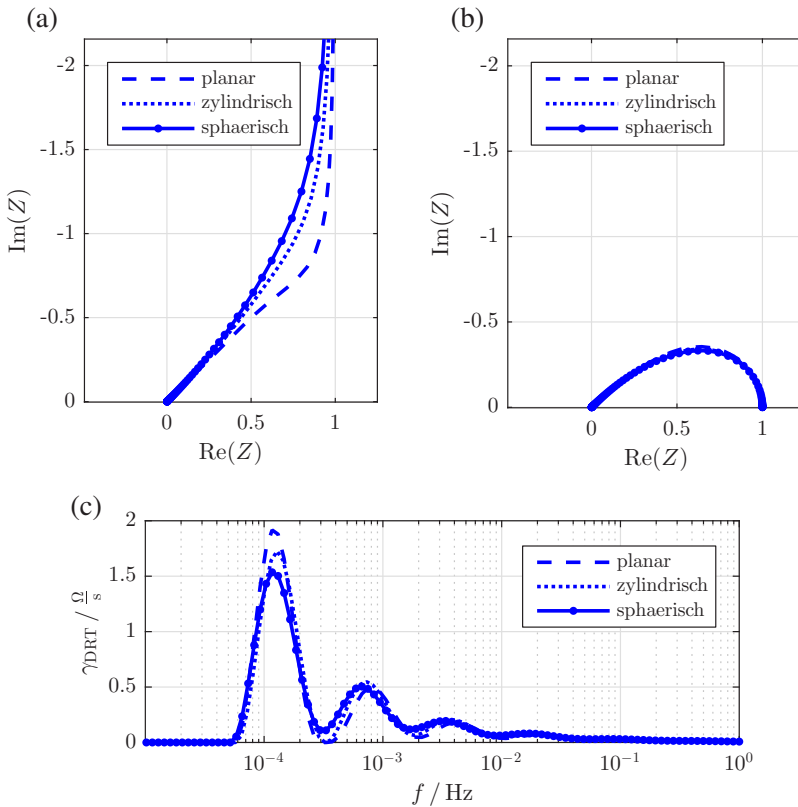 (a)
-2
-1.5
-1
-0.5
0
0 0.5 1
Im(Z)
Re(Z)
planar
zylindrisch
sphaerisch
(b)
-2
-1.5
-1
-0.5
0
0 0.5 1
Im(Z)
Re(Z)
planar
zylindrisch
sphaerisch
(c)
2
1.5
1
0.5
0
10⁻⁴ 10⁻³ 10⁻² 10⁻¹ 10⁰
γ_DRT / Ω/s
f / Hz
planar
zylindrisch
sphaerisch